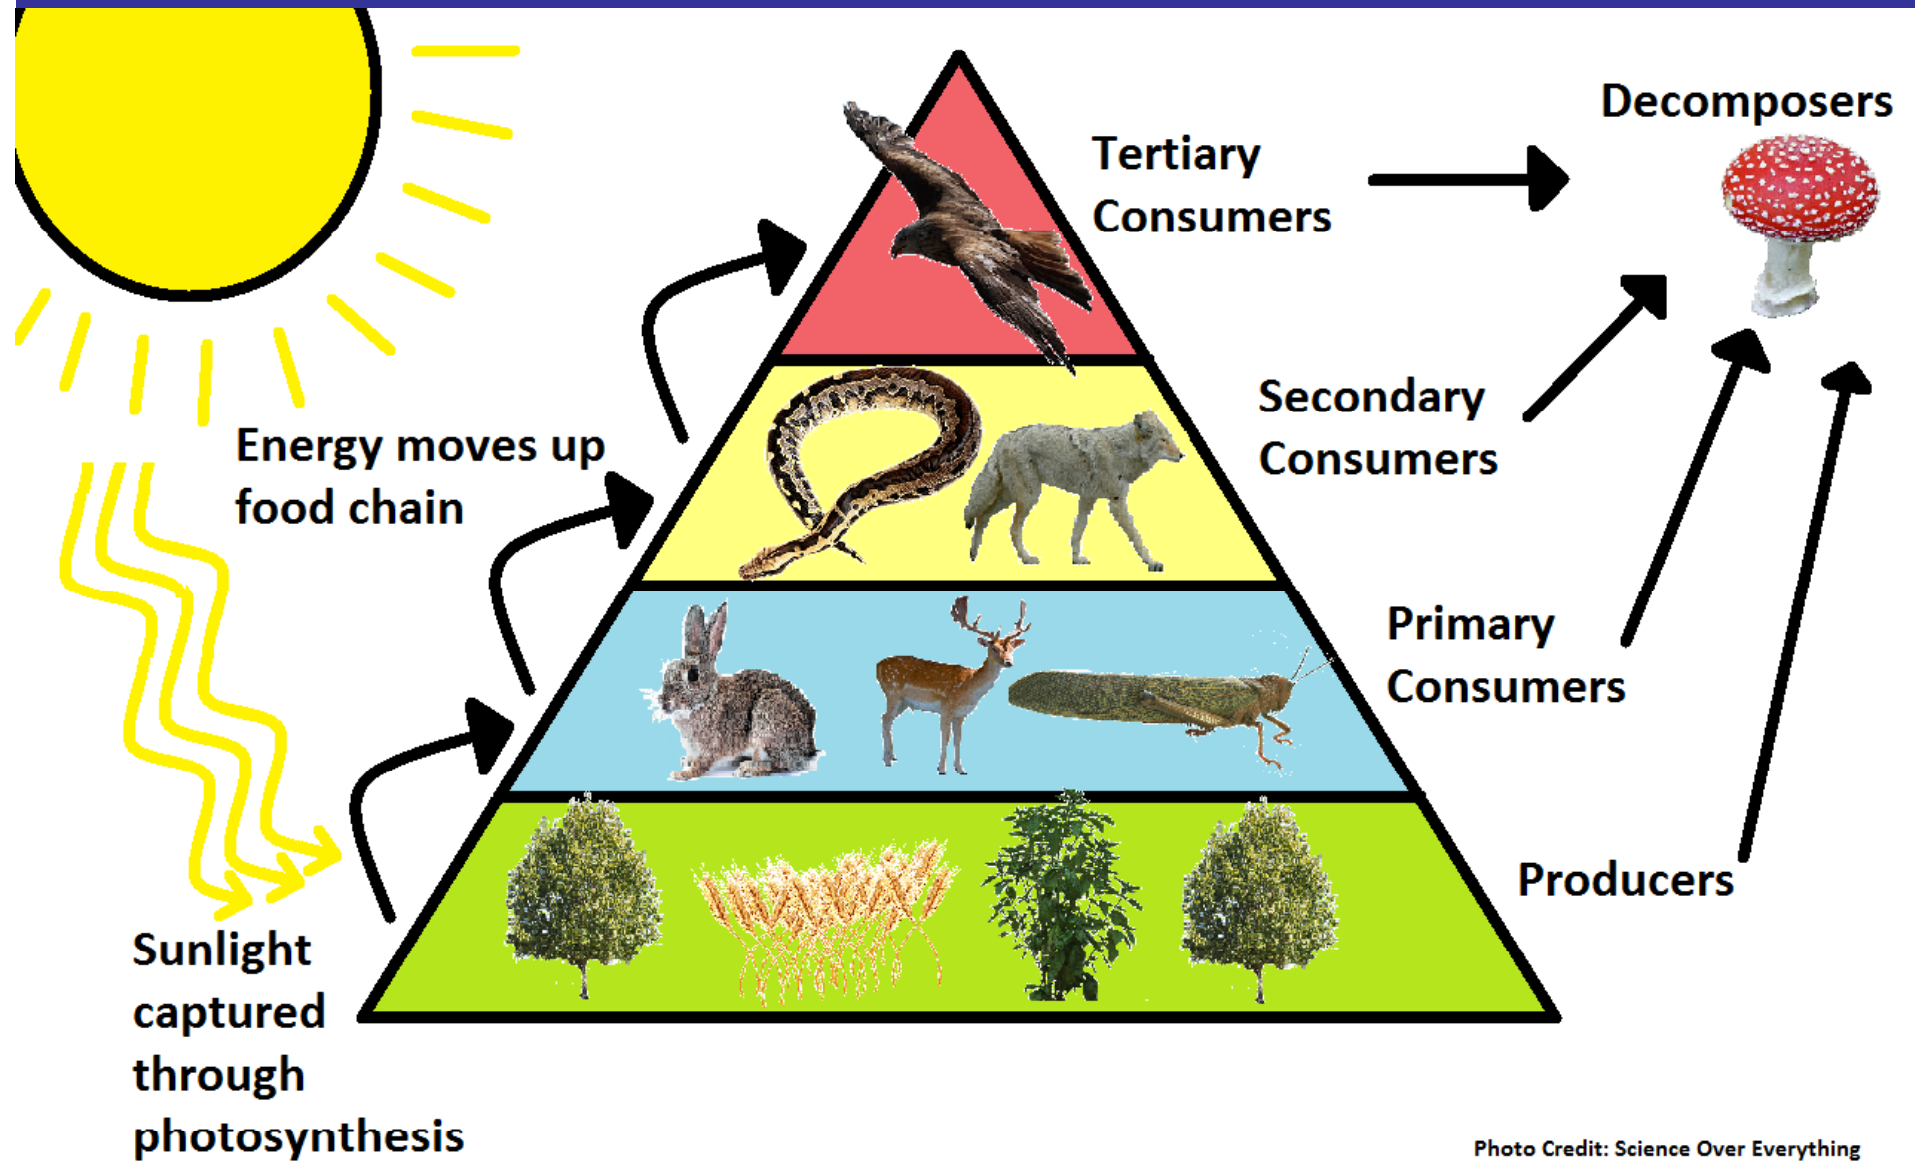 Decomposers
Tertiary
Consumers
Secondary
Consumers
Energy moves up
food chain
Primary
Consumers
Producers
Sunlight
captured
through
photosynthesis
Photo Credit: Science Over Everything